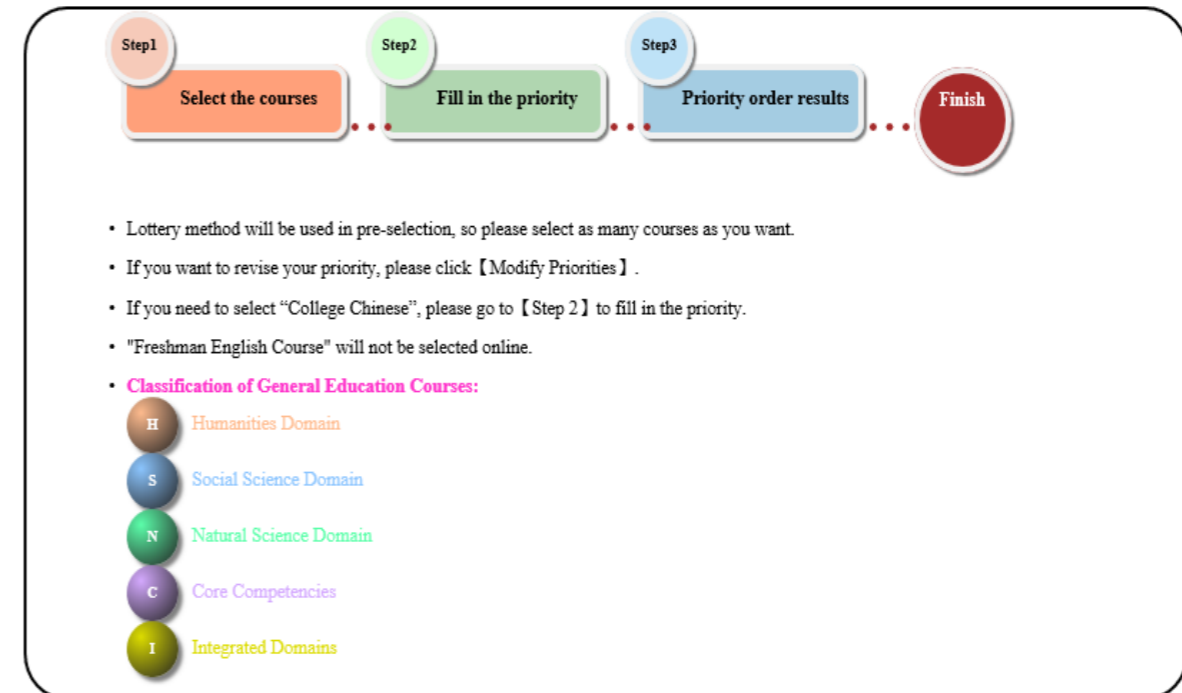 Step1
Step2
Step3
Select the courses
Fill in the priority
Priority order results
Finish
• Lottery method will be used in pre-selection, so please select as many courses as you want.
• If you want to revise your priority, please click【Modify Priorities】.
• If you need to select “College Chinese”, please go to【Step 2】to fill in the priority.
• "Freshman English Course" will not be selected online.
• Classification of General Education Courses:
H Humanities Domain
S Social Science Domain
N Natural Science Domain
C Core Competencies
I Integrated Domains